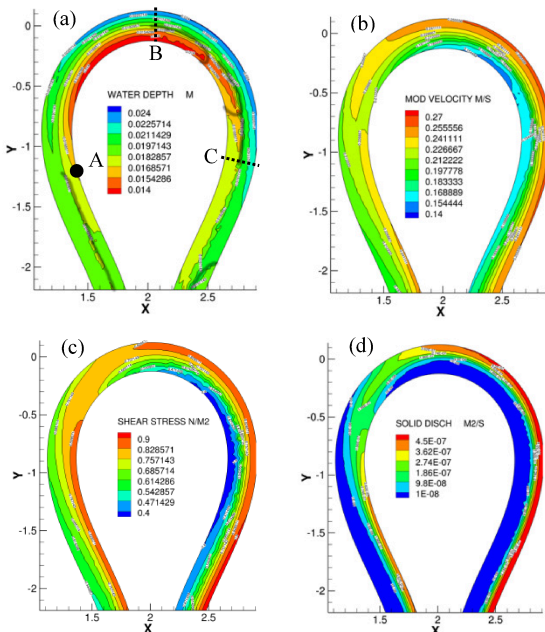 (a)
B
WATER DEPTH M
0.024
0.0225714
0.0211429
0.0197143
0.0182857
0.0168571
0.0154286
0.014
A
C
0
-0.5
-1
-1.5
-2
Y
1.5
2
2.5
X
(b)
MOD VELOCITY M/S
0.27
0.255556
0.241111
0.226667
0.212222
0.197778
0.183333
0.168889
0.154444
0.14
0
-0.5
-1
-1.5
-2
Y
1.5
2
2.5
X
(c)
SHEAR STRESS N/M2
0.9
0.828571
0.757143
0.685714
0.614286
0.542857
0.471429
0.4
0
-0.5
-1
-1.5
-2
Y
1.5
2
2.5
X
(d)
SOLID DISCH M2/S
4.5E-07
3.62E-07
2.74E-07
1.86E-07
9.8E-08
1E-08
0
-0.5
-1
-1.5
-2
Y
1.5
2
2.5
X